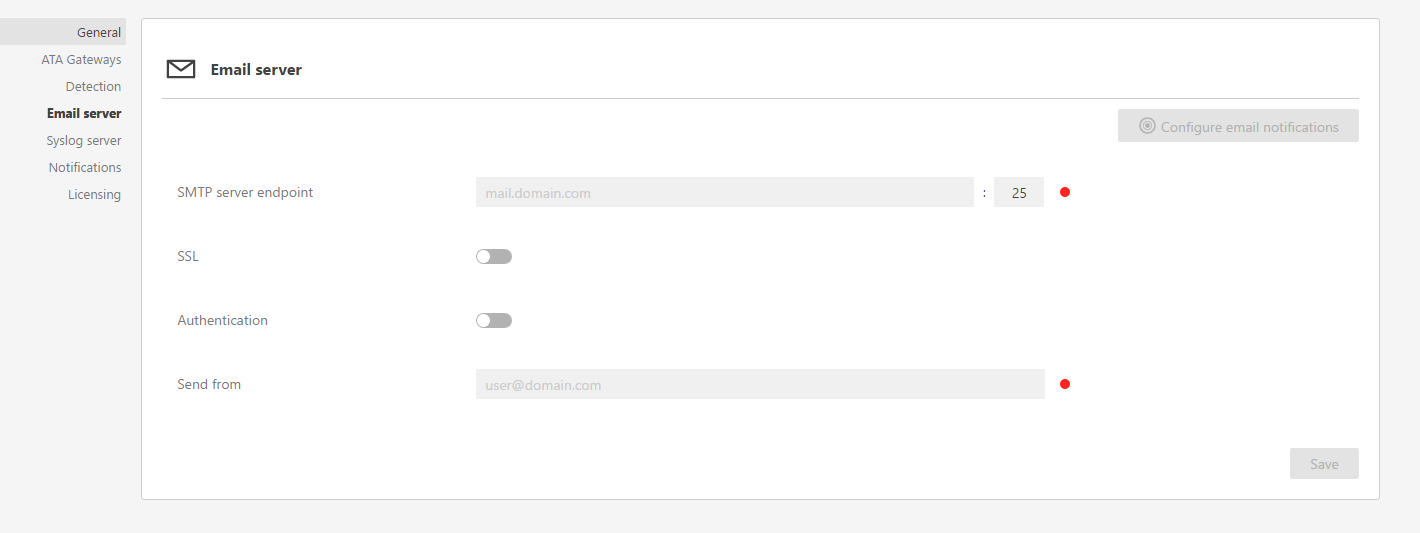 General
ATA Gateways
Detection
Email server
Syslog server
Notifications
Licensing
Email server
Configure email notifications
SMTP server endpoint mail.domain.com : 25
SSL
Authentication
Send from user@domain.com
Save